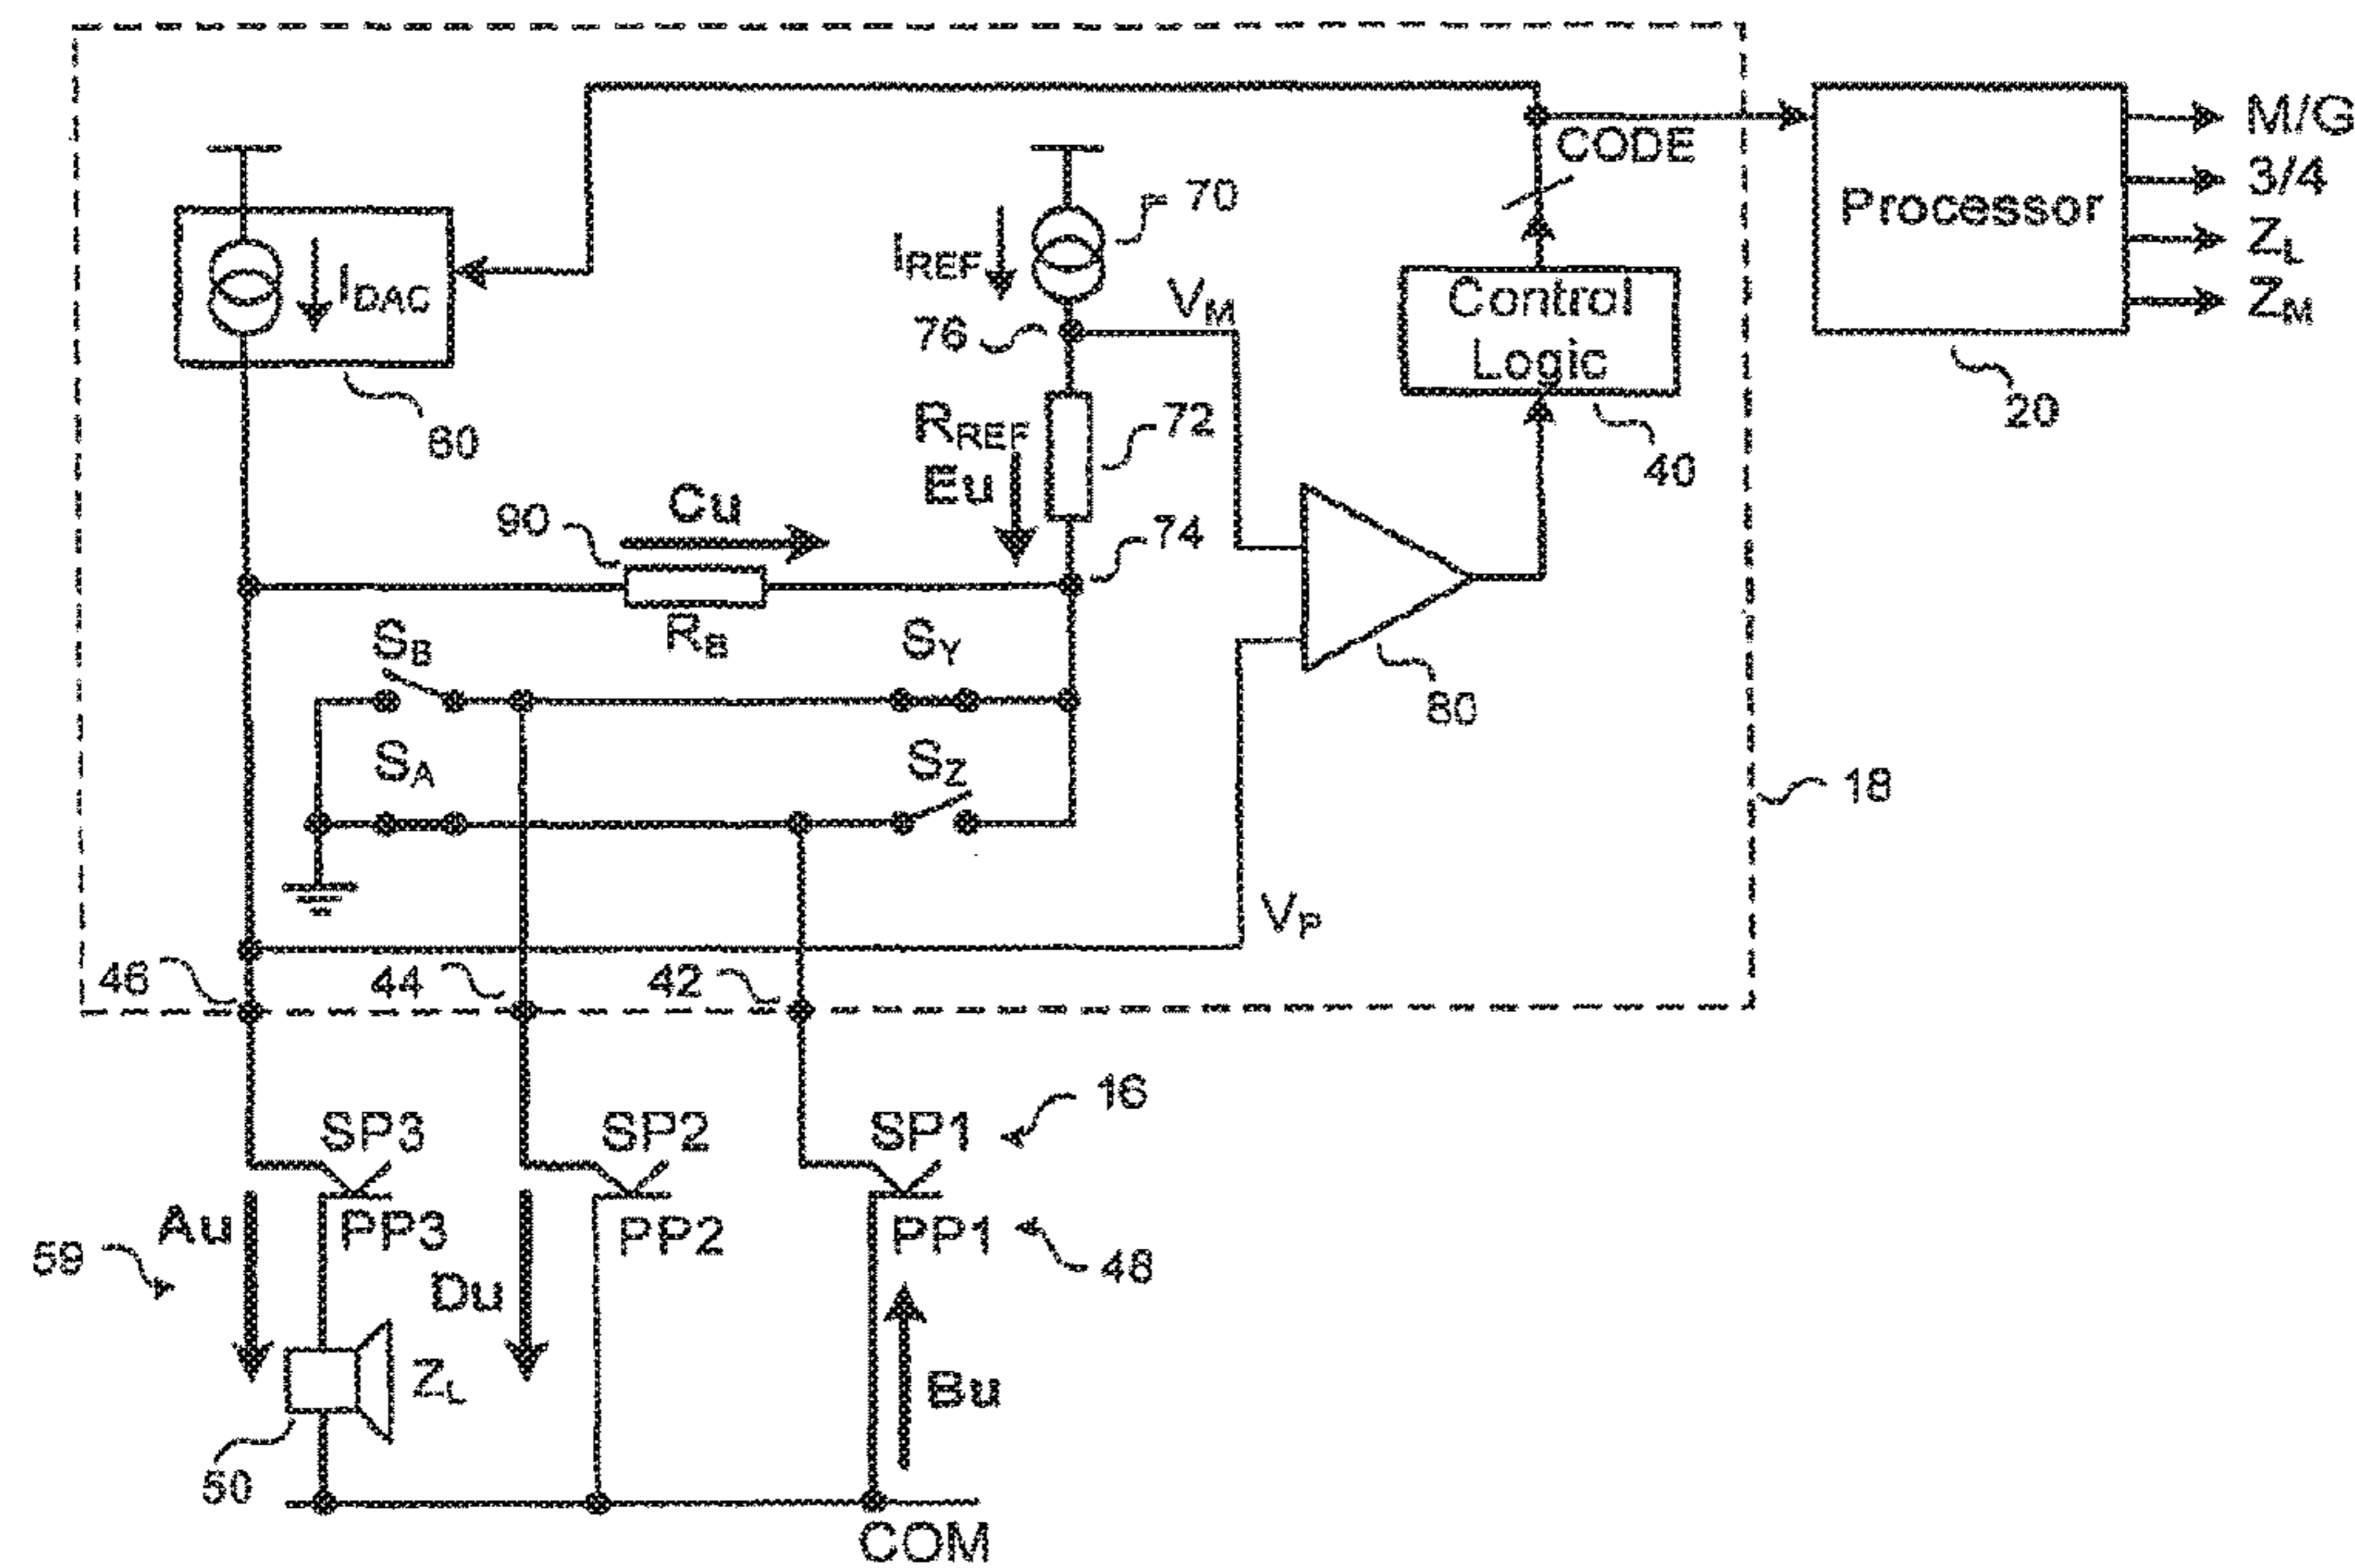 M/G
CODE
3/4
Processor
70
I_REF
Z_L
I_DAC
V_M
Control
Logic
Z_M
76
20
R_REF
72
60
40
Eu
Cu
90
74
R_B
S_B
S_Y
80
S_A
S_Z
18
V_P
46
44
42
16
SP3
SP2
SP1
Au
PP3
PP2
PP1
59
48
Du
Z_L
Bu
50
COM